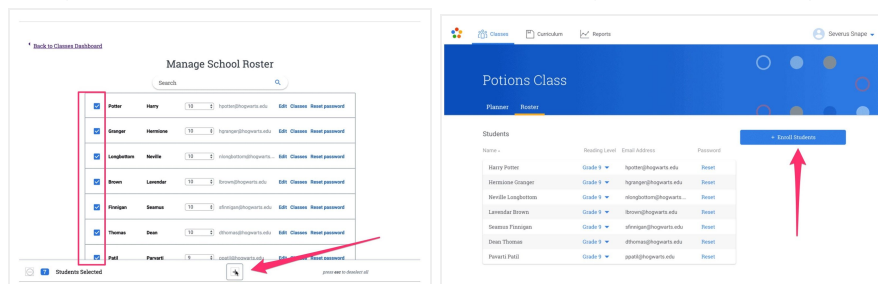 Back to Classes Dashboard
Manage School Roster
Search
Potter Harry 10 hpotter@hogwarts.edu Edit Classes Reset password
Granger Hermione 10 hgranger@hogwarts.edu Edit Classes Reset password
Longbottom Neville 10 nlongbottom@hogwarts... Edit Classes Reset password
Brown Lavendar 10 lbrown@hogwarts.edu Edit Classes Reset password
Finnigan Seamus 10 sfinnigan@hogwarts.edu Edit Classes Reset password
Thomas Dean 10 dthomas@hogwarts.edu Edit Classes Reset password
Patil Parvarti 9 ppatil@hogwarts.edu Edit Classes Reset password
7 Students Selected
press esc to deselect all
Classes Curriculum Reports Severus Snape
Potions Class
Planner Roster
Students
+ Enroll Students
Name Reading Level Email Address Password
Harry Potter Grade 9 hpotter@hogwarts.edu Reset
Hermione Granger Grade 9 hgranger@hogwarts.edu Reset
Neville Longbottom Grade 9 nlongbottom@hogwarts.... Reset
Lavendar Brown Grade 9 lbrown@hogwarts.edu Reset
Seamus Finnigan Grade 9 sfinnigan@hogwarts.edu Reset
Dean Thomas Grade 9 dthomas@hogwarts.edu Reset
Pavarti Patil Grade 9 ppatil@hogwarts.edu Reset